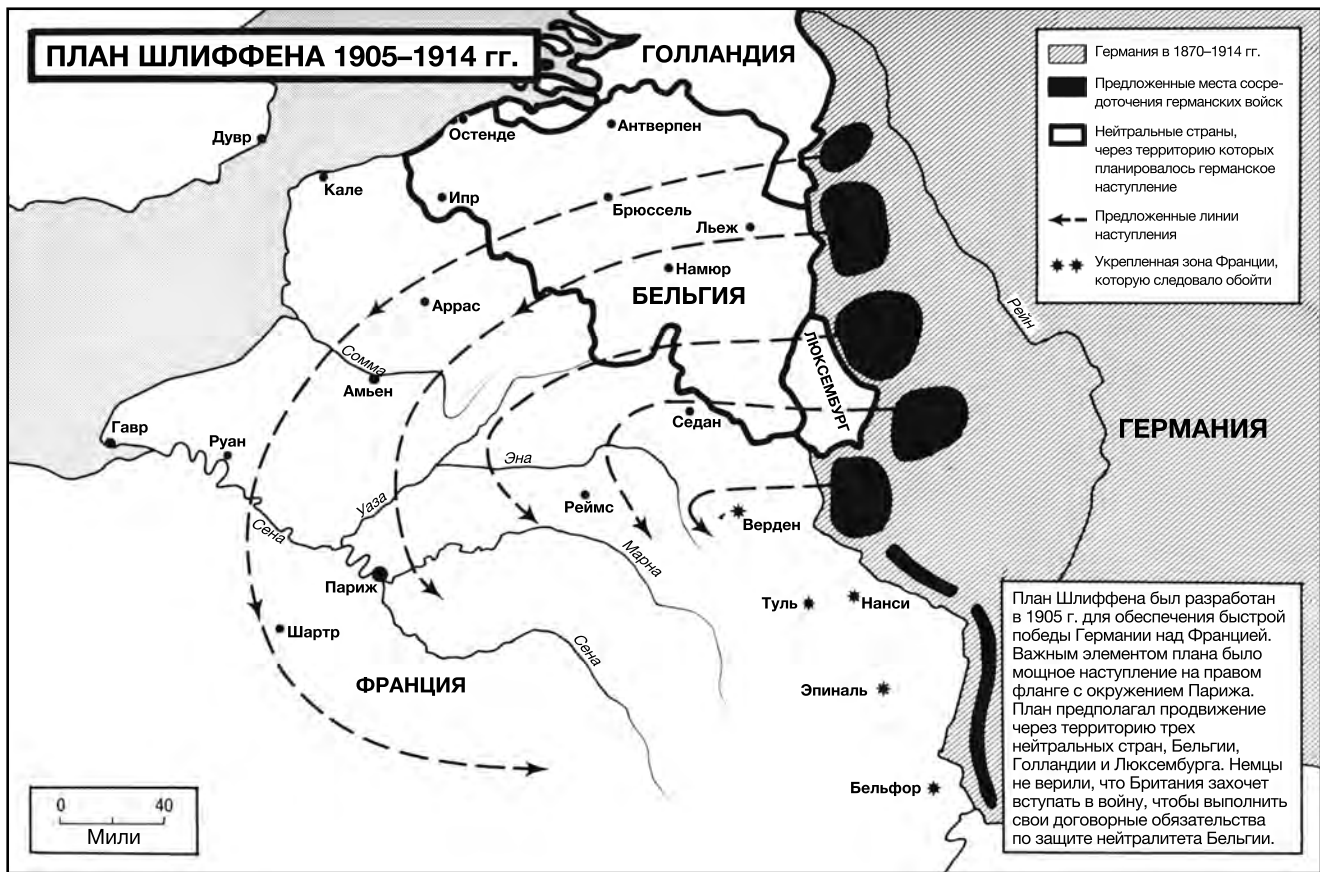 ПЛАН ШЛИФФЕНА 1905–1914 гг.
ГОЛЛАНДИЯ
Германия в 1870–1914 гг.
Предложенные места сосре-
доточения германских войск
Нейтральные страны,
через территорию которых
планировалось германское
наступление
Предложенные линии
наступления
Укрепленная зона Франции,
которую следовало обойти
Дувр
Остенде
Антверпен
Кале
Ипр
Брюссель
Льеж
Намюр
БЕЛЬГИЯ
Аррас
Рейн
ЛЮКСЕМБУРГ
Сомма
Амьен
Седан
Гавр
Руан
ГЕРМАНИЯ
Эна
Уаза
Реймс
Верден
Сена
Марна
Париж
Туль
Нанси
Шартр
Сена
ФРАНЦИЯ
Эпиналь
Бельфор
0 40
Мили
План Шлиффена был разработан
в 1905 г. для обеспечения быстрой
победы Германии над Францией.
Важным элементом плана было
мощное наступление на правом
фланге с окружением Парижа.
План предполагал продвижение
через территорию трех
нейтральных стран, Бельгии,
Голландии и Люксембурга. Немцы
не верили, что Британия захочет
вступать в войну, чтобы выполнить
свои договорные обязательства
по защите нейтралитета Бельгии.